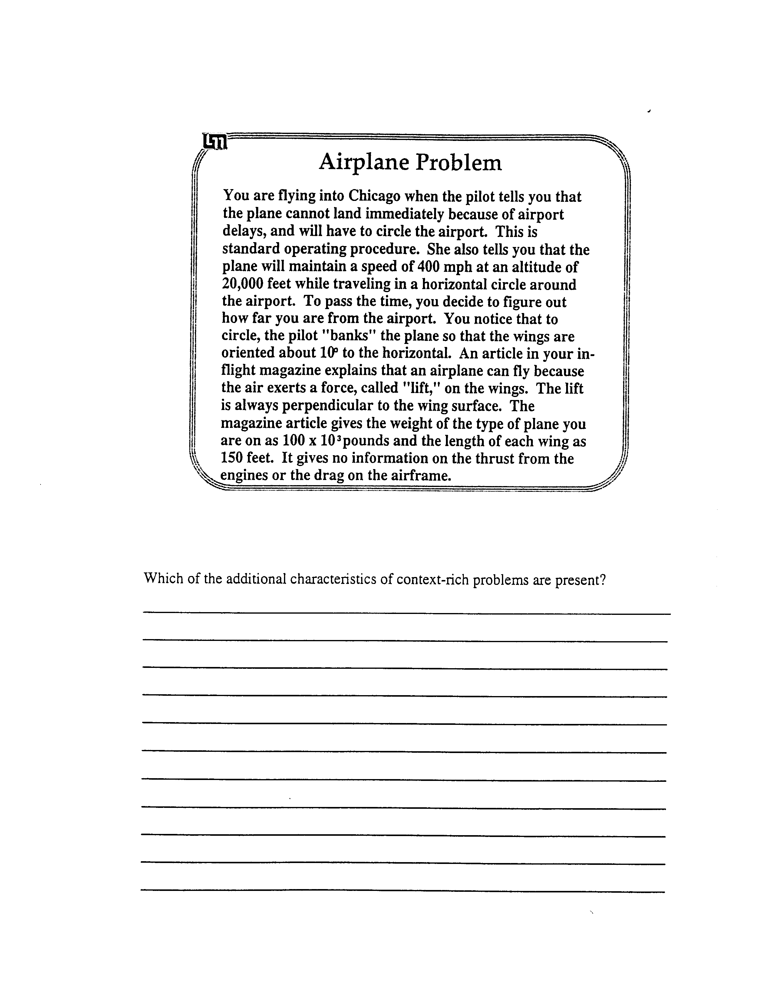 Airplane Problem
You are flying into Chicago when the pilot tells you that
the plane cannot land immediately because of airport
delays, and will have to circle the airport. This is
standard operating procedure. She also tells you that the
plane will maintain a speed of 400 mph at an altitude of
20,000 feet while traveling in a horizontal circle around
the airport. To pass the time, you decide to figure out
how far you are from the airport. You notice that to
circle, the pilot "banks" the plane so that the wings are
oriented about 10º to the horizontal. An article in your in-
flight magazine explains that an airplane can fly because
the air exerts a force, called "lift," on the wings. The lift
is always perpendicular to the wing surface. The
magazine article gives the weight of the type of plane you
are on as 100 x 10³ pounds and the length of each wing as
150 feet. It gives no information on the thrust from the
engines or the drag on the airframe.
Which of the additional characteristics of context-rich problems are present?